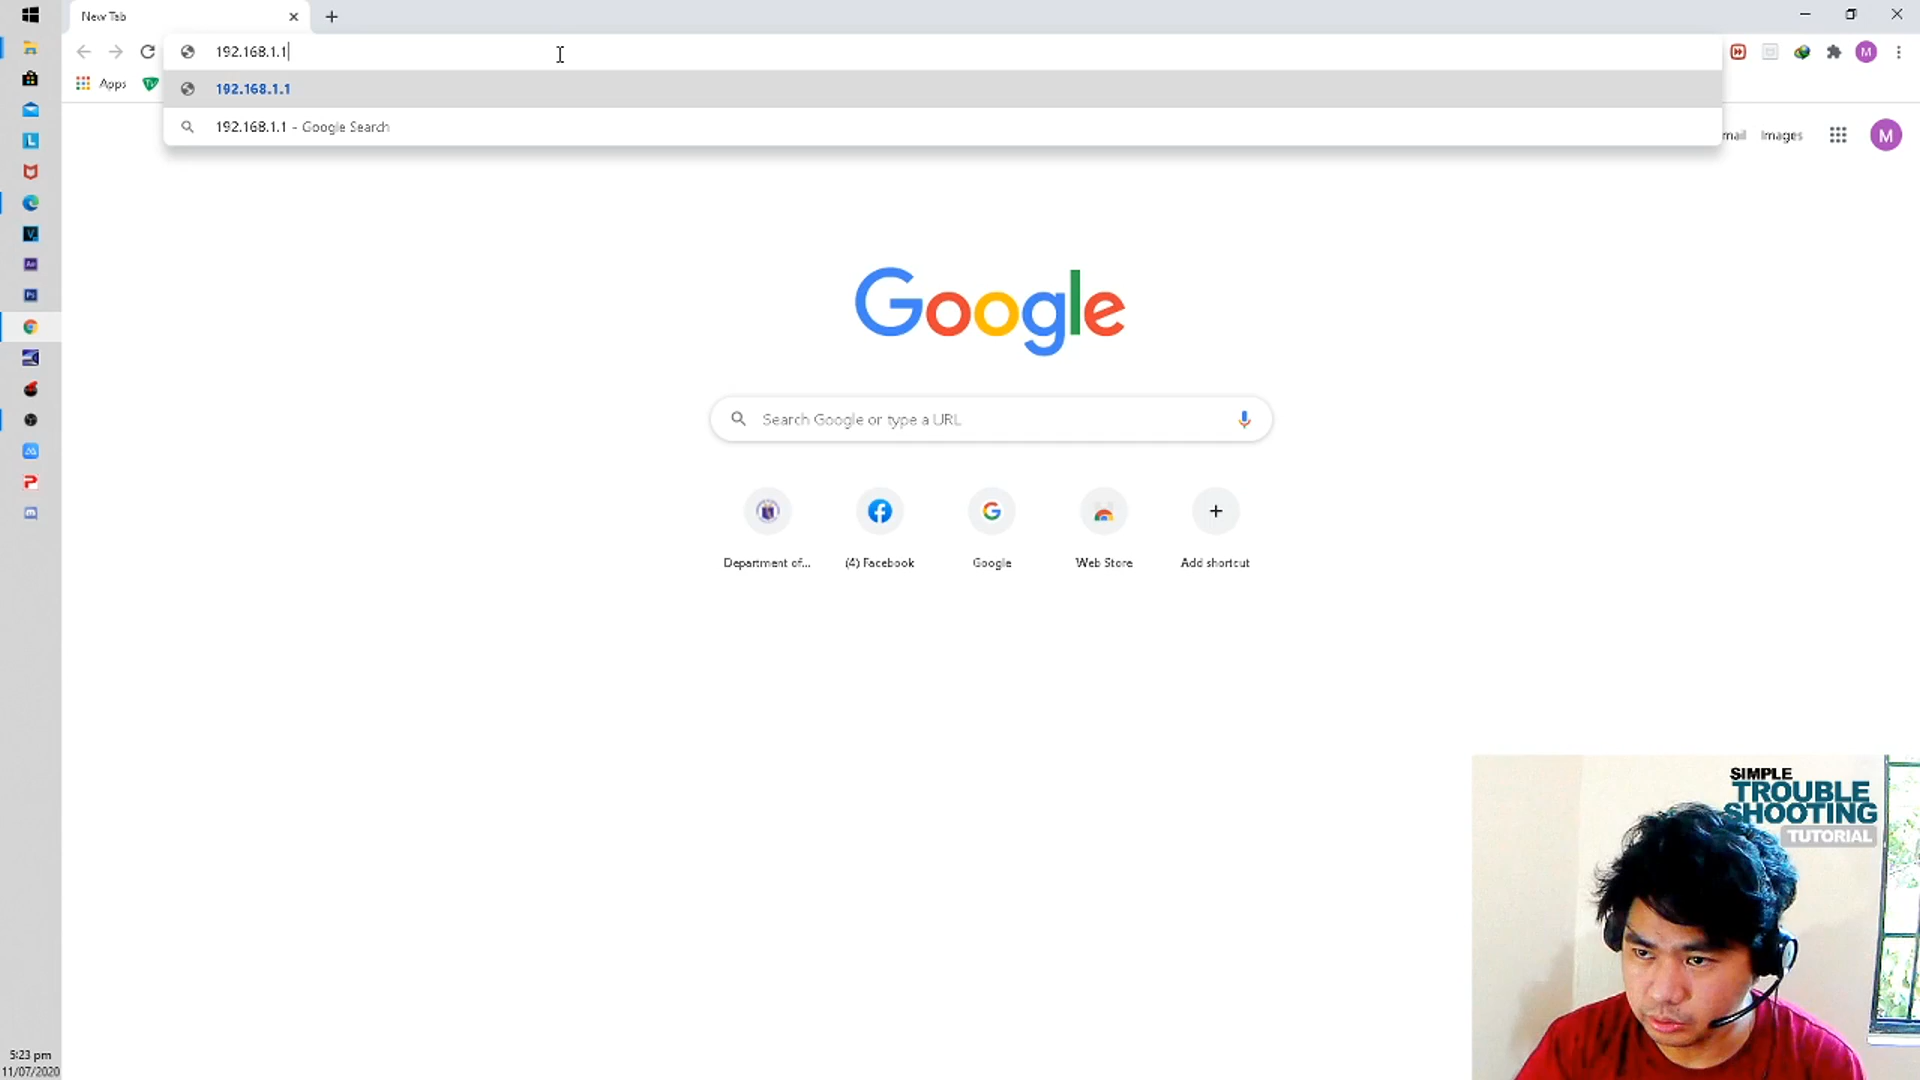 New Tab
192.168.1.1
Apps
192.168.1.1
192.168.1.1 - Google Search
mail Images
M
M
Google
Search Google or type a URL
Department of...
(4) Facebook
Google
Web Store
Add shortcut
SIMPLE
TROUBLE
SHOOTING
TUTORIAL
5:23 pm
11/07/2020